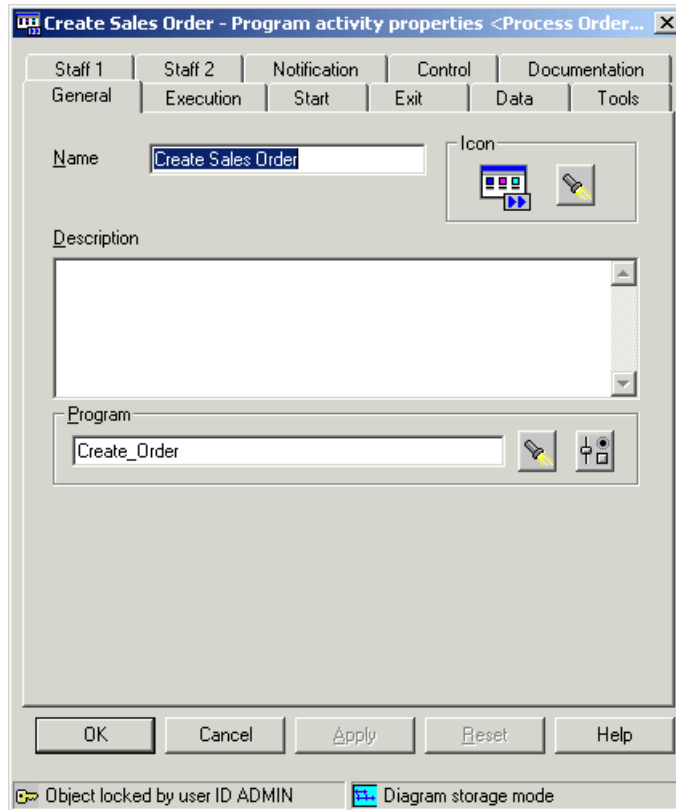 Create Sales Order - Program activity properties <Process Order...
Staff 1 Staff 2 Notification Control Documentation
General Execution Start Exit Data Tools
Name Create Sales Order Icon
Description
Program
Create_Order
OK Cancel Apply Reset Help
Object locked by user ID ADMIN Diagram storage mode